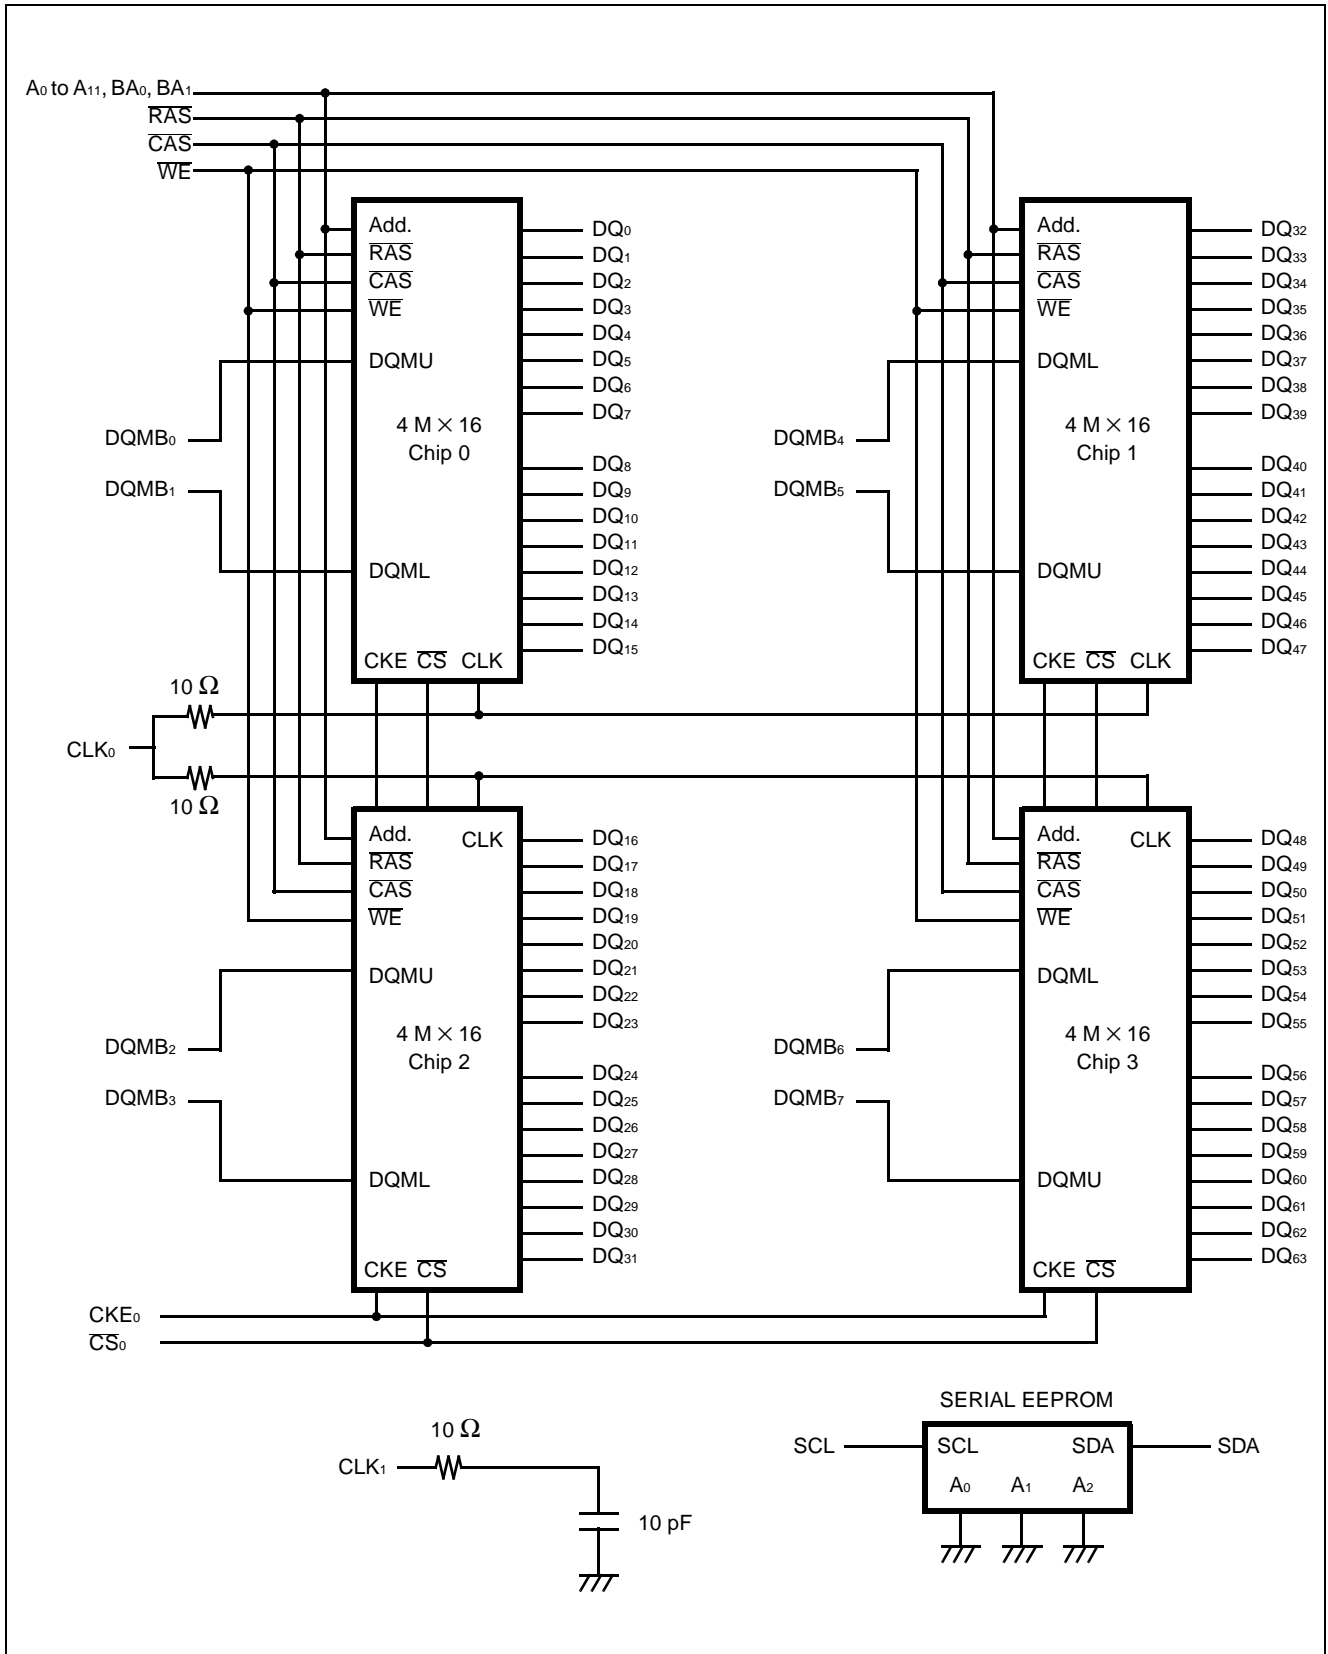 A0 to A11, BA0, BA1
RAS
CAS
WE
Add.
RAS
CAS
WE
DQMU
4 M × 16
Chip 0
DQML
CKE CS CLK
DQMB0
DQMB1
DQ0
DQ1
DQ2
DQ3
DQ4
DQ5
DQ6
DQ7
DQ8
DQ9
DQ10
DQ11
DQ12
DQ13
DQ14
DQ15
Add.
RAS
CAS
WE
DQML
4 M × 16
Chip 1
DQMU
CKE CS CLK
DQMB4
DQMB5
DQ32
DQ33
DQ34
DQ35
DQ36
DQ37
DQ38
DQ39
DQ40
DQ41
DQ42
DQ43
DQ44
DQ45
DQ46
DQ47
10 Ω
CLK0
10 Ω
Add.
CLK
RAS
CAS
WE
DQMU
4 M × 16
Chip 2
DQML
CKE CS
DQMB2
DQMB3
DQ16
DQ17
DQ18
DQ19
DQ20
DQ21
DQ22
DQ23
DQ24
DQ25
DQ26
DQ27
DQ28
DQ29
DQ30
DQ31
Add.
CLK
RAS
CAS
WE
DQML
4 M × 16
Chip 3
DQMU
CKE CS
DQMB6
DQMB7
DQ48
DQ49
DQ50
DQ51
DQ52
DQ53
DQ54
DQ55
DQ56
DQ57
DQ58
DQ59
DQ60
DQ61
DQ62
DQ63
CKE0
CS0
10 Ω
CLK1
10 pF
SERIAL EEPROM
SCL
SCL
SDA
SDA
A0 A1 A2